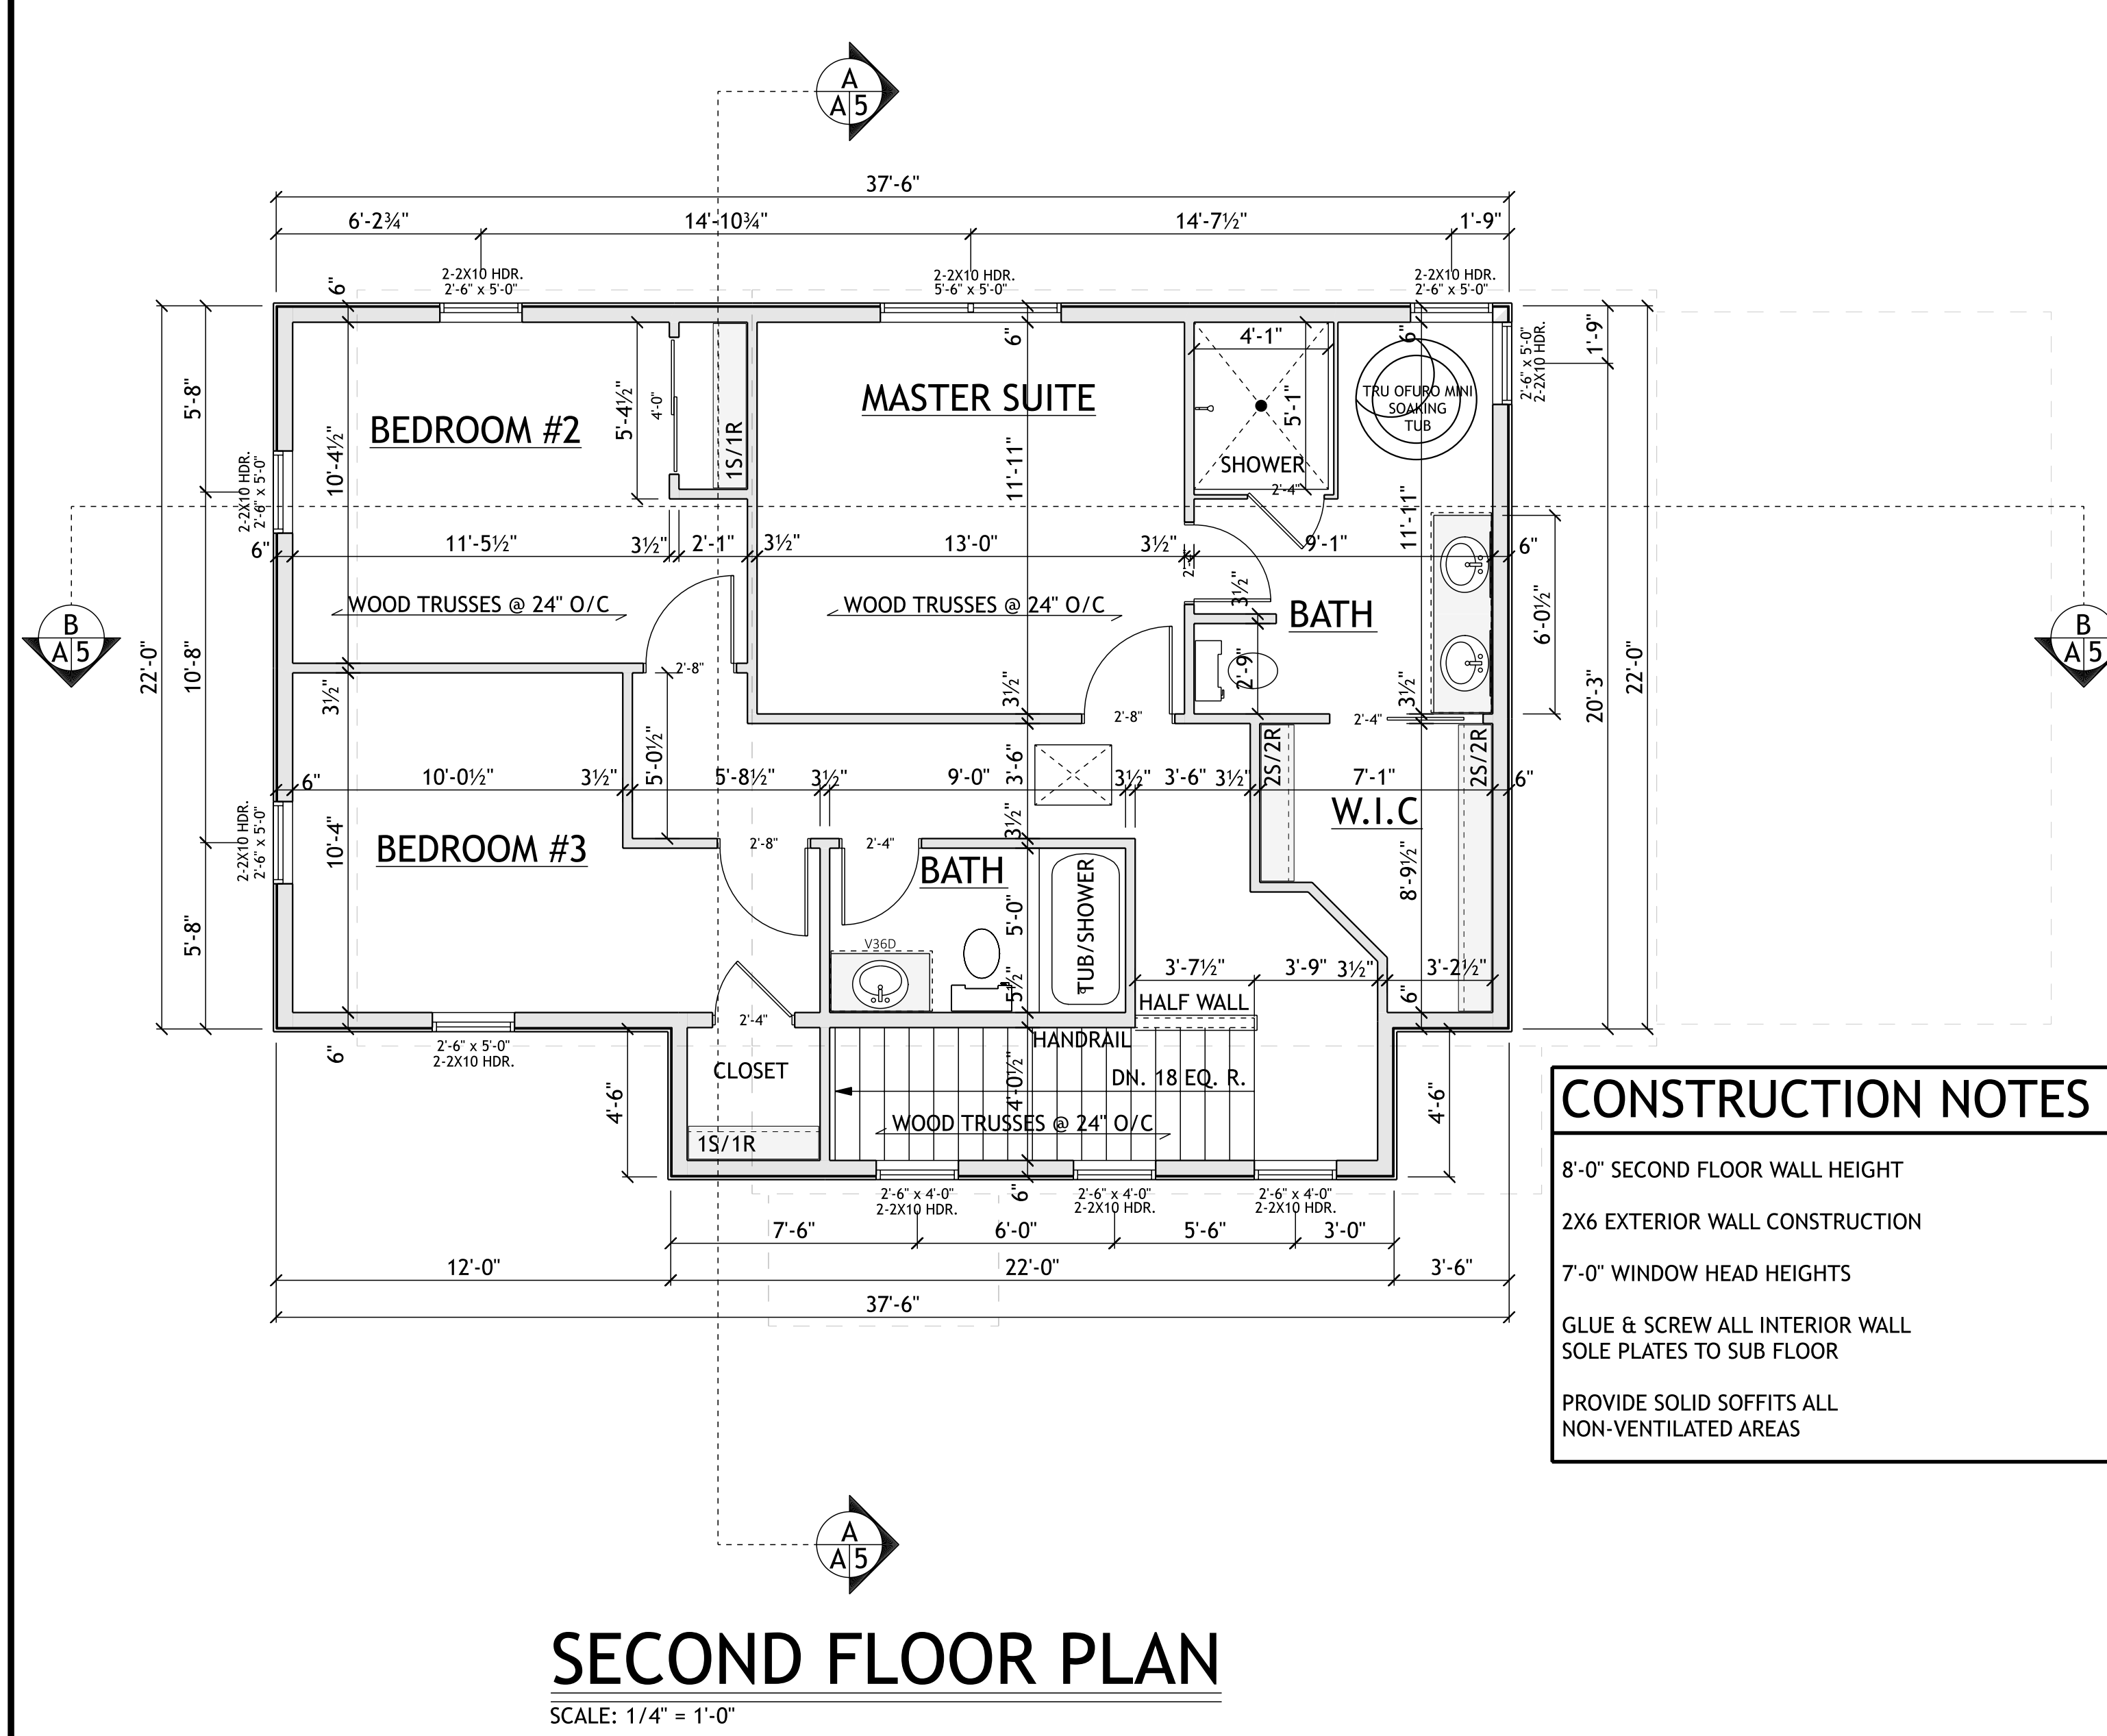 A
A 5
37'-6"
6'-2¾"
14'-10¾"
14'-7½"
1'-9"
2-2X10 HDR.
2'-6" x 5'-0"
2-2X10 HDR.
5'-6" x 5'-0"
2-2X10 HDR.
2'-6" x 5'-0"
6"
6"
6"
2'-6" x 5'-0"
2-2X10 HDR.
1'-9"
4'-1"
5'-8"
10'-4½"
BEDROOM #2
5'-4½"
4'-0"
1S/1R
MASTER SUITE
11'-11"
5'-1"
SHOWER
2'-4"
TRU OFURO MINI
SOAKING
TUB
11'-1"
2-2X10 HDR.
2'-6" x 5'-0"
6"
11'-5½"
3½"
2'-1"
3½"
13'-0"
3½"
9'-1"
6"
3½"
WOOD TRUSSES @ 24" O/C
WOOD TRUSSES @ 24" O/C
BATH
6'-0½"
B
A 5
B
A 5
22'-0"
10'-8"
2'-8"
2'-9"
20'-3"
22'-0"
3½"
3½"
3½"
2'-8"
2'-4"
5'-0½"
3'-6"
2S/2R
2S/2R
6"
10'-0½"
3½"
5'-8½"
3½"
9'-0"
3½"
3'-6"
3½"
7'-1"
6"
W.I.C
2-2X10 HDR.
2'-6" x 5'-0"
10'-4"
BEDROOM #3
2'-8"
2'-4"
3½"
BATH
TUB/SHOWER
8'-9½"
5'-8"
V36D
5'-0"
5½"
3'-7½"
3'-9"
3½"
3'-2½"
6"
HALF WALL
2'-4"
HANDRAIL
6"
2'-6" x 5'-0"
2-2X10 HDR.
CLOSET
4'-6"
4'-0½"
DN. 18 EQ. R.
4'-6"
WOOD TRUSSES @ 24" O/C
1S/1R
6"
2'-6" x 4'-0"
2-2X10 HDR.
2'-6" x 4'-0"
2-2X10 HDR.
2'-6" x 4'-0"
2-2X10 HDR.
7'-6"
6'-0"
5'-6"
3'-0"
12'-0"
22'-0"
3'-6"
37'-6"
CONSTRUCTION NOTES
8'-0" SECOND FLOOR WALL HEIGHT
2X6 EXTERIOR WALL CONSTRUCTION
7'-0" WINDOW HEAD HEIGHTS
GLUE & SCREW ALL INTERIOR WALL
SOLE PLATES TO SUB FLOOR
PROVIDE SOLID SOFFITS ALL
NON-VENTILATED AREAS
A
A 5
SECOND FLOOR PLAN
SCALE: 1/4" = 1'-0"